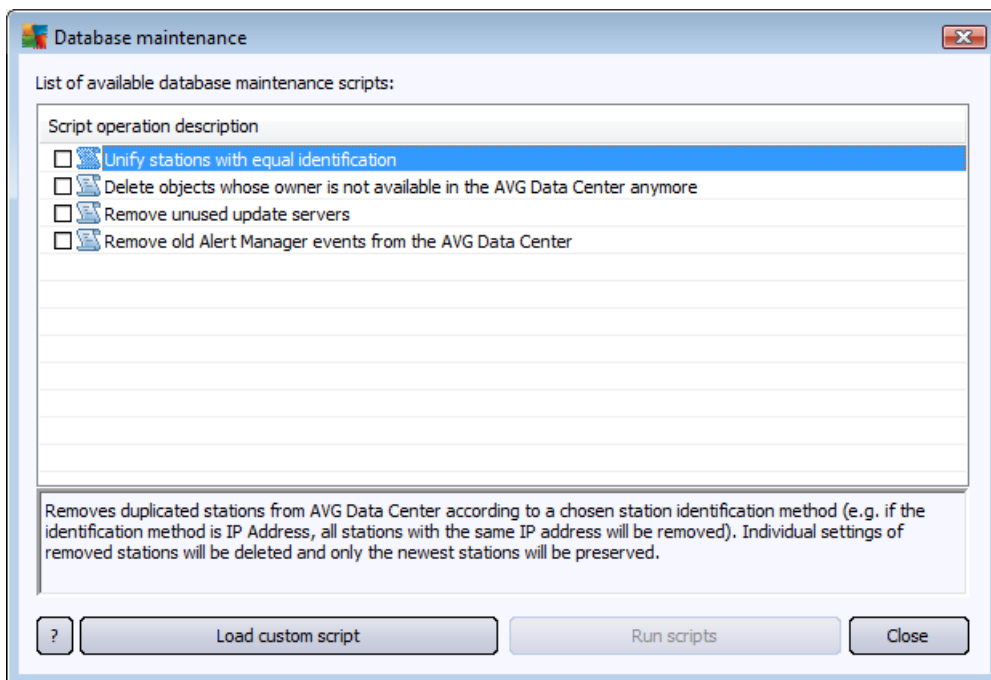 Database maintenance
List of available database maintenance scripts:
Script operation description
Unify stations with equal identification
Delete objects whose owner is not available in the AVG Data Center anymore
Remove unused update servers
Remove old Alert Manager events from the AVG Data Center
Removes duplicated stations from AVG Data Center according to a chosen station identification method (e.g. if the
identification method is IP Address, all stations with the same IP address will be removed). Individual settings of
removed stations will be deleted and only the newest stations will be preserved.
? Load custom script Run scripts Close